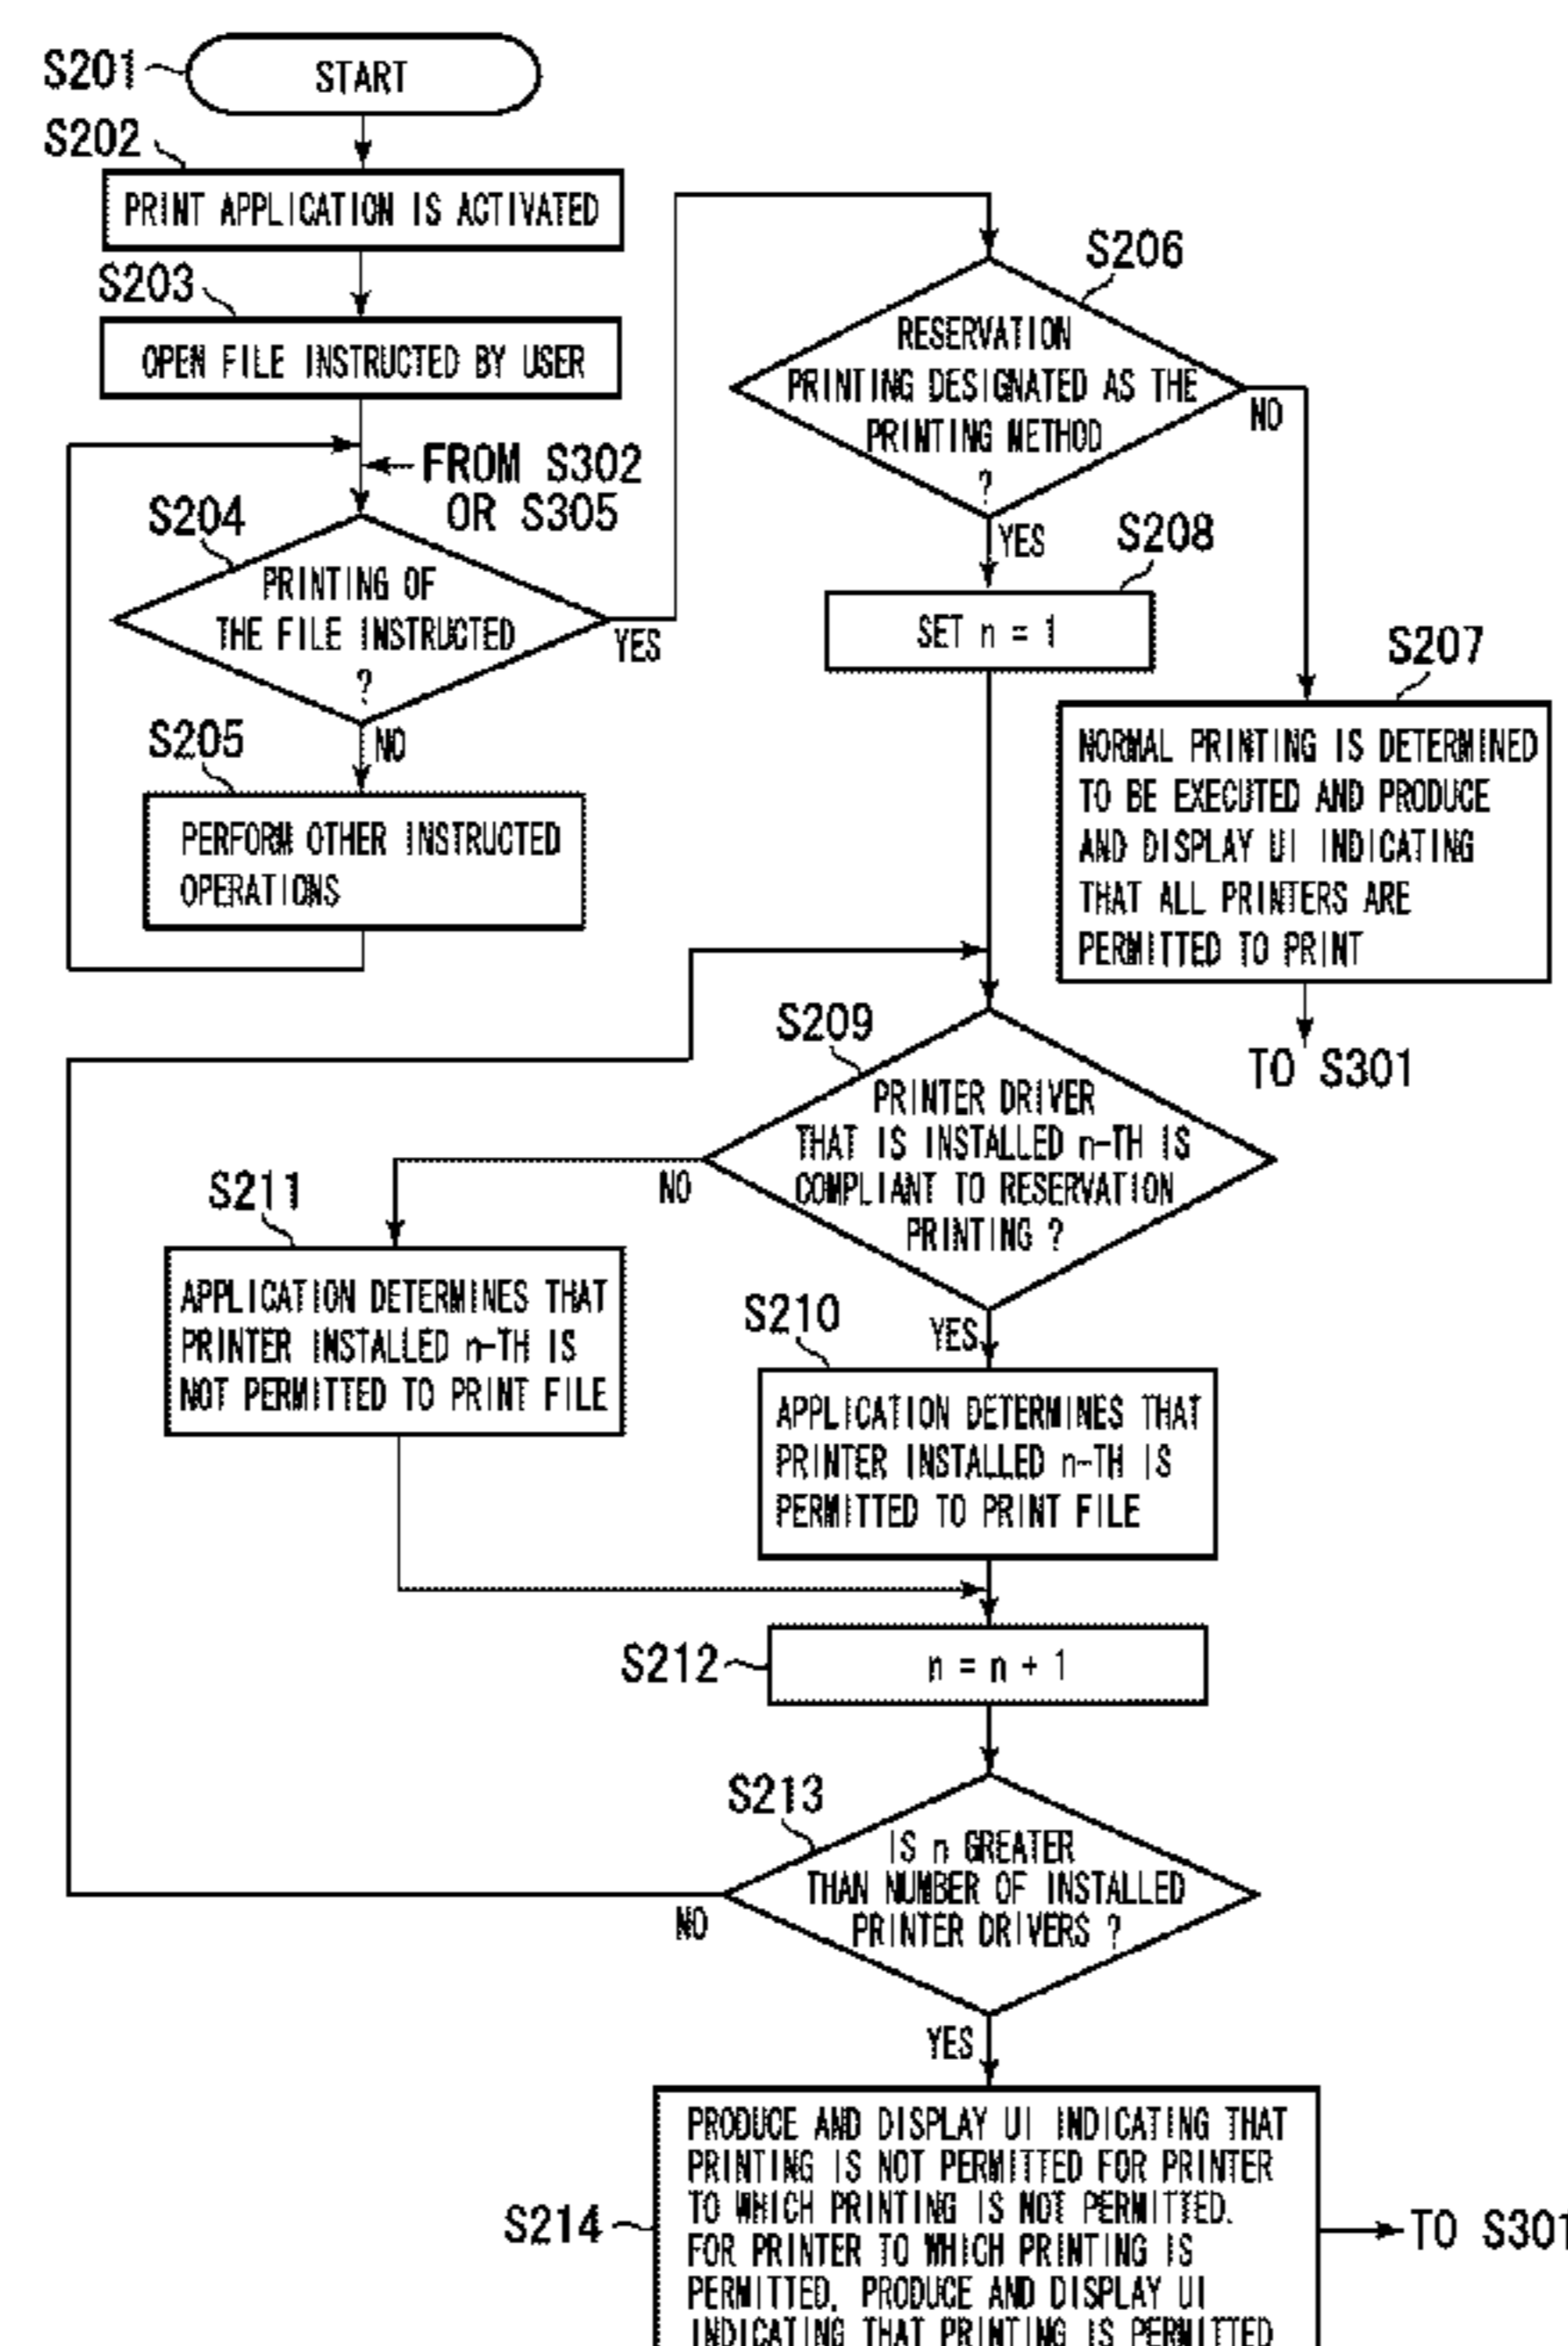 S201
START
S202
PRINT APPLICATION IS ACTIVATED
S203
OPEN FILE INSTRUCTED BY USER
FROM S302
OR S305
S204
PRINTING OF
THE FILE INSTRUCTED
?
YES
NO
S205
PERFORM OTHER INSTRUCTED
OPERATIONS
S206
RESERVATION
PRINTING DESIGNATED AS THE
PRINTING METHOD
?
NO
YES
S208
SET n = 1
S207
NORMAL PRINTING IS DETERMINED
TO BE EXECUTED AND PRODUCE
AND DISPLAY UI INDICATING
THAT ALL PRINTERS ARE
PERMITTED TO PRINT
TO S301
S209
PRINTER DRIVER
THAT IS INSTALLED n-TH IS
COMPLIANT TO RESERVATION
PRINTING ?
NO
YES
S211
APPLICATION DETERMINES THAT
PRINTER INSTALLED n-TH IS
NOT PERMITTED TO PRINT FILE
S210
APPLICATION DETERMINES THAT
PRINTER INSTALLED n-TH IS
PERMITTED TO PRINT FILE
S212
n = n + 1
S213
IS n GREATER
THAN NUMBER OF INSTALLED
PRINTER DRIVERS ?
NO
YES
S214
PRODUCE AND DISPLAY UI INDICATING THAT
PRINTING IS NOT PERMITTED FOR PRINTER
TO WHICH PRINTING IS NOT PERMITTED.
FOR PRINTER TO WHICH PRINTING IS
PERMITTED, PRODUCE AND DISPLAY UI
INDICATING THAT PRINTING IS PERMITTED
TO S301